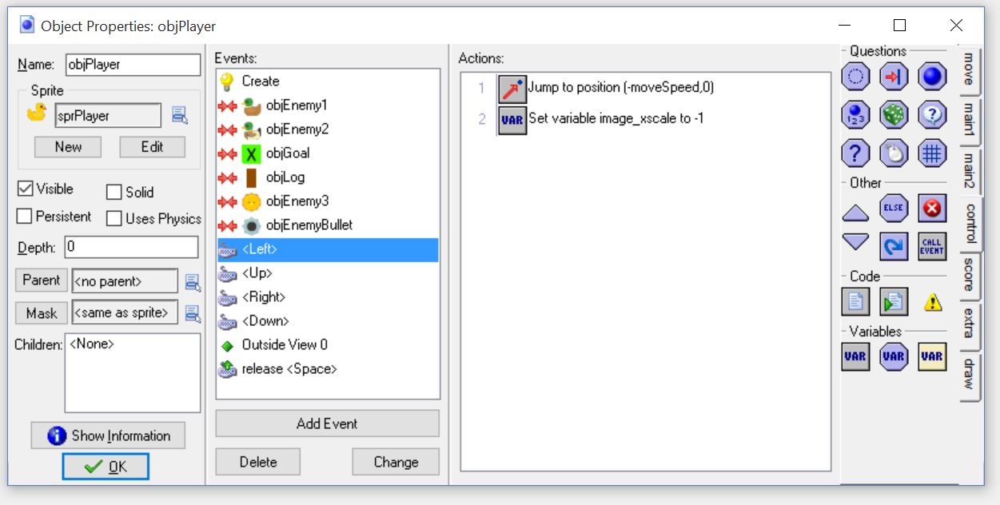 Object Properties: objPlayer
Name: objPlayer
Sprite
sprPlayer
New Edit
Visible Solid
Persistent Uses Physics
Depth: 0
Parent <no parent>
Mask <same as sprite>
Children: <None>
Show Information
OK
Events:
Create
objEnemy1
objEnemy2
objGoal
objLog
objEnemy3
objEnemyBullet
<Left>
<Up>
<Right>
<Down>
Outside View 0
release <Space>
Add Event
Delete Change
Actions:
1 Jump to position (-moveSpeed,0)
2 VAR Set variable image_xscale to -1
Questions
123 ?
?
Other
ELSE
CALL EVENT
Code
Variables
VAR VAR VAR
move
main1
main2
control
score
extra
draw